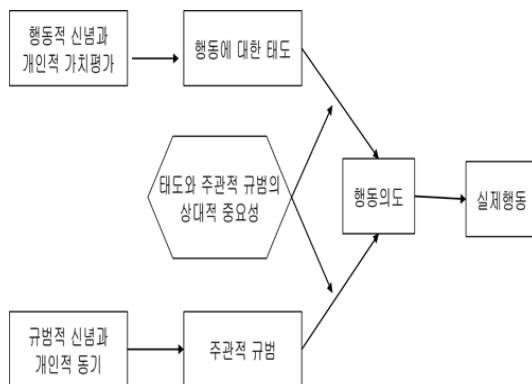 행동적 신념과
개인적 가치평가
행동에 대한 태도
태도와 주관적 규범의
상대적 중요성
행동의도
실제행동
규범적 신념과
개인적 동기
주관적 규범